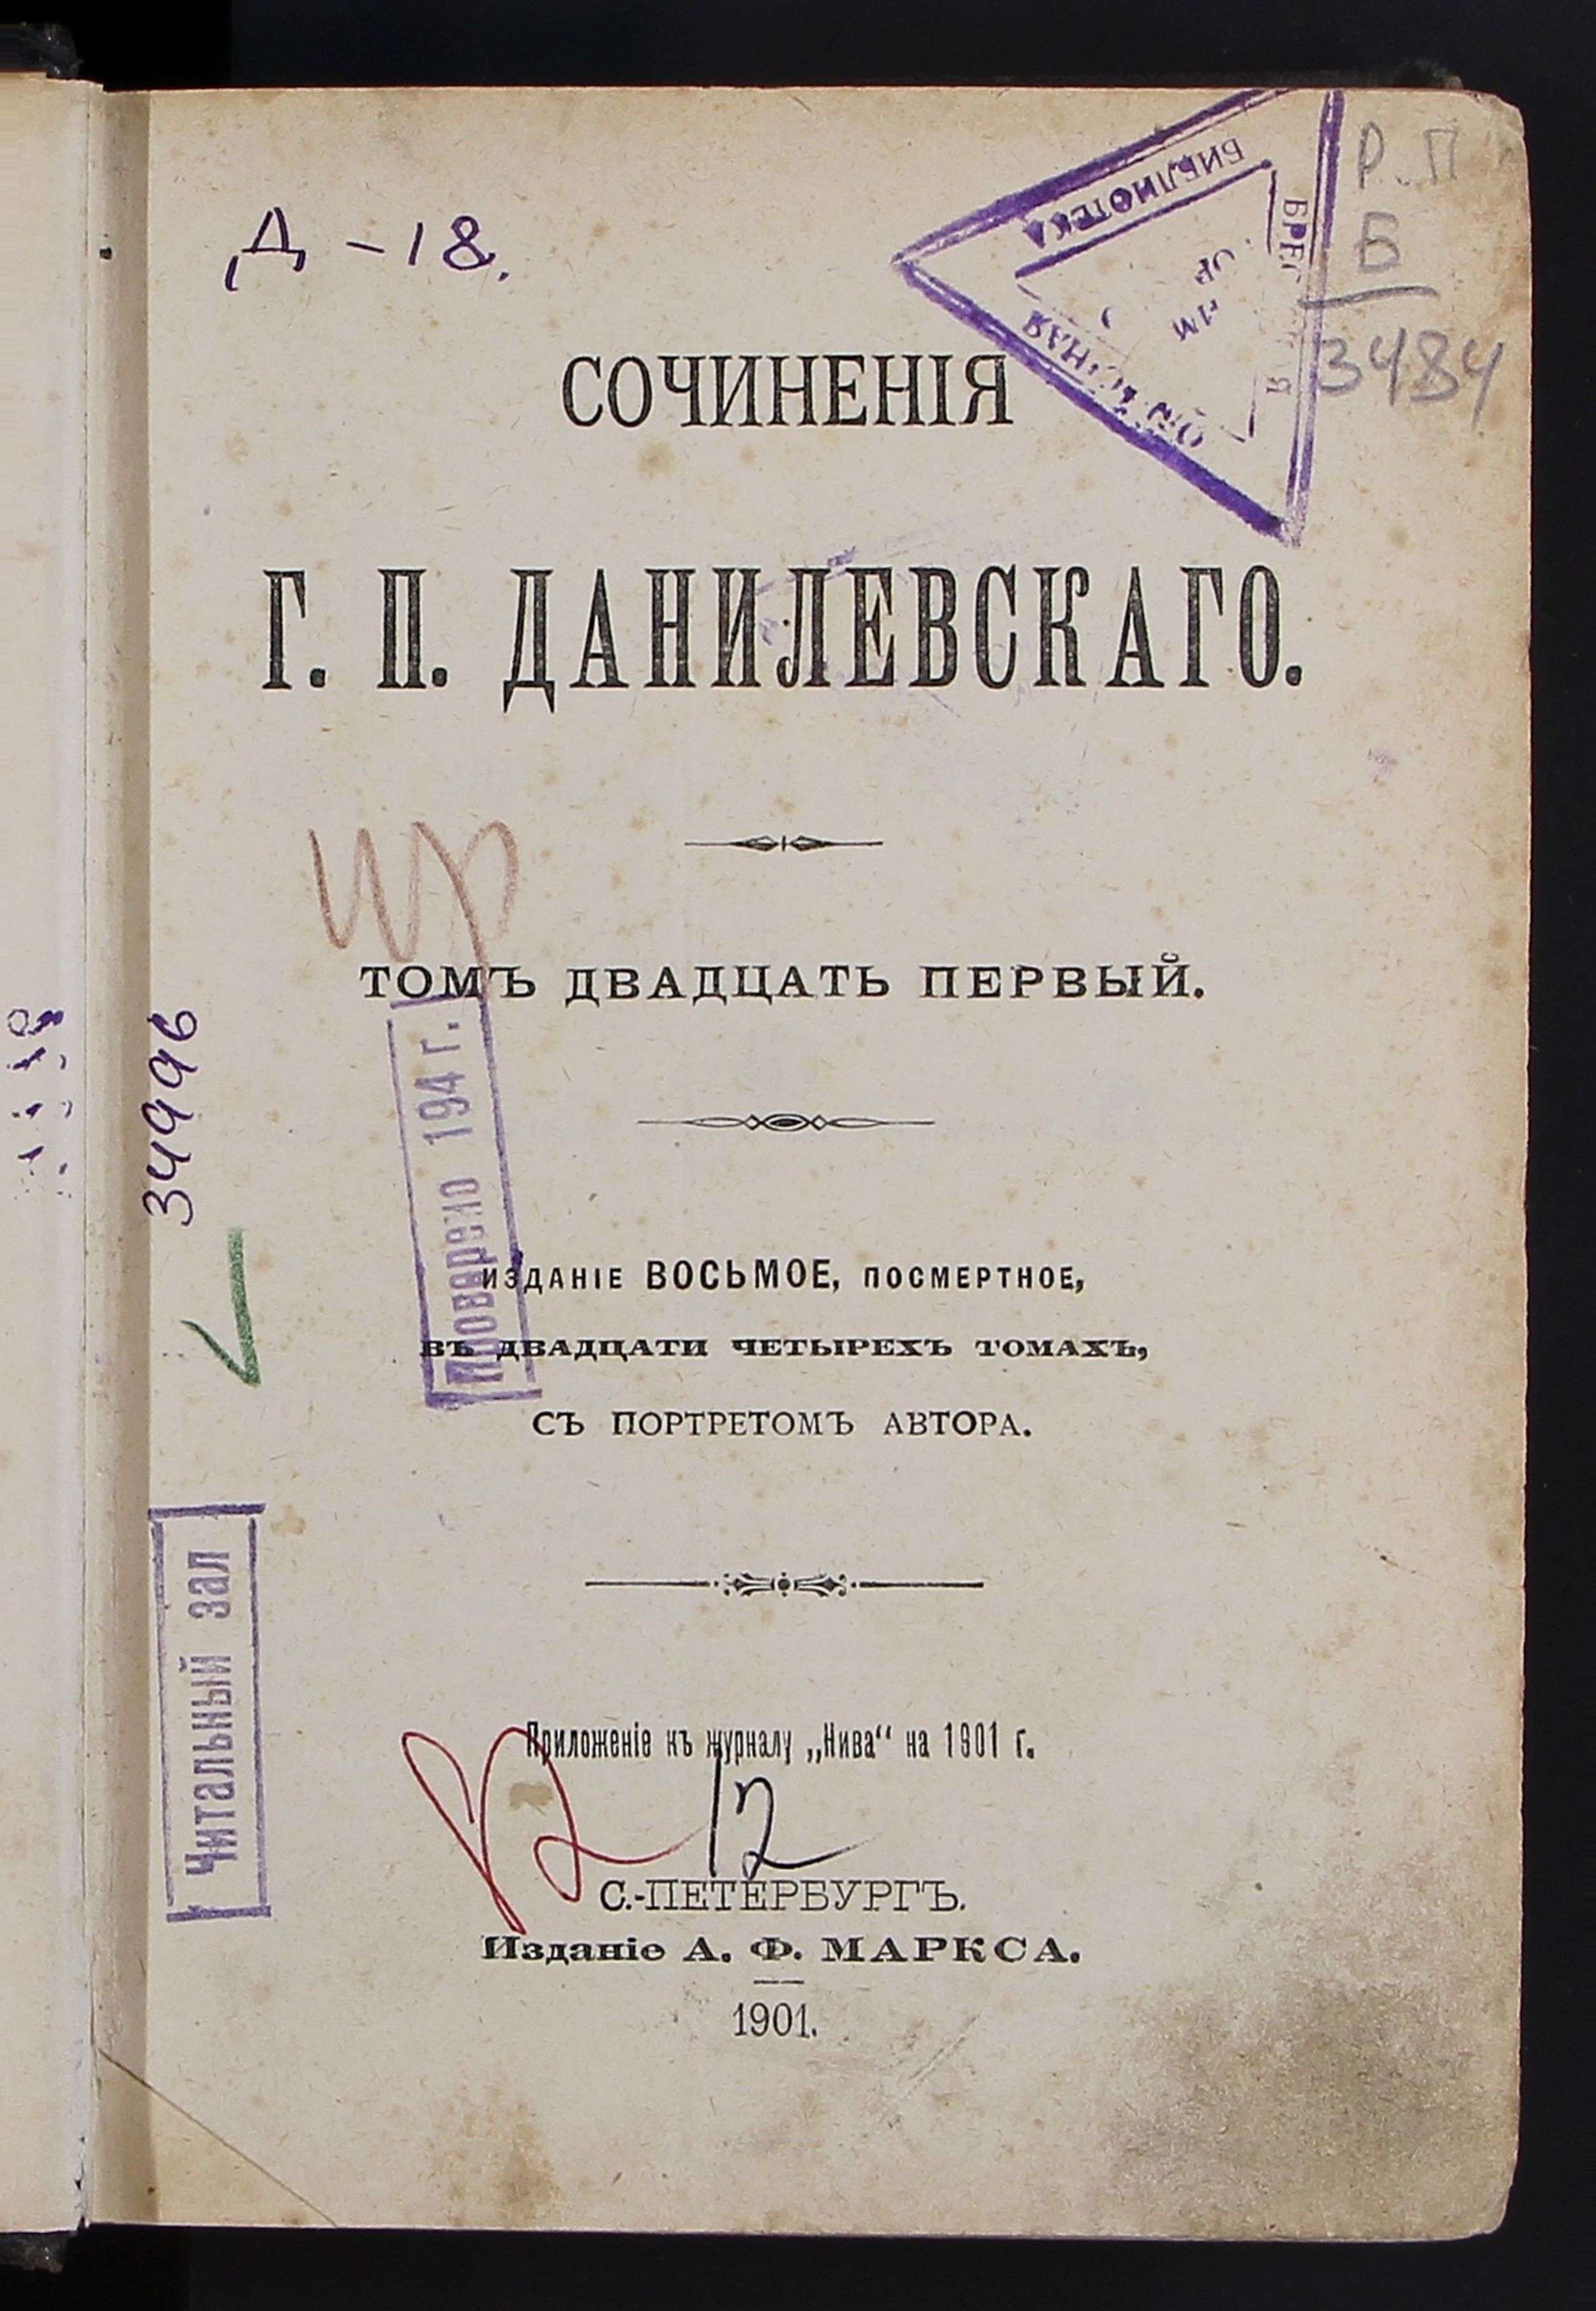 Д-18.
БИБЛИОТЕКА
Р.П
Б
3484
СОЧИНЕНІЯ
Г. П. ДАНИЛЕВСКАГО.
ТОМЪ ДВАДЦАТЬ ПЕРВЫЙ.
34996
Проверено 194 г.
ИЗДАНІЕ ВОСЬМОЕ, ПОСМЕРТНОЕ,
ВЪ ДВАДЦАТИ ЧЕТЫРЕХЪ ТОМАХЪ,
СЪ ПОРТРЕТОМЪ АВТОРА.
Читальный зал
Приложеніе къ журналу „Нива“ на 1901 г.
12
С.-ПЕТЕРБУРГЪ.
Изданіе А. Ф. МАРКСА.
1901.